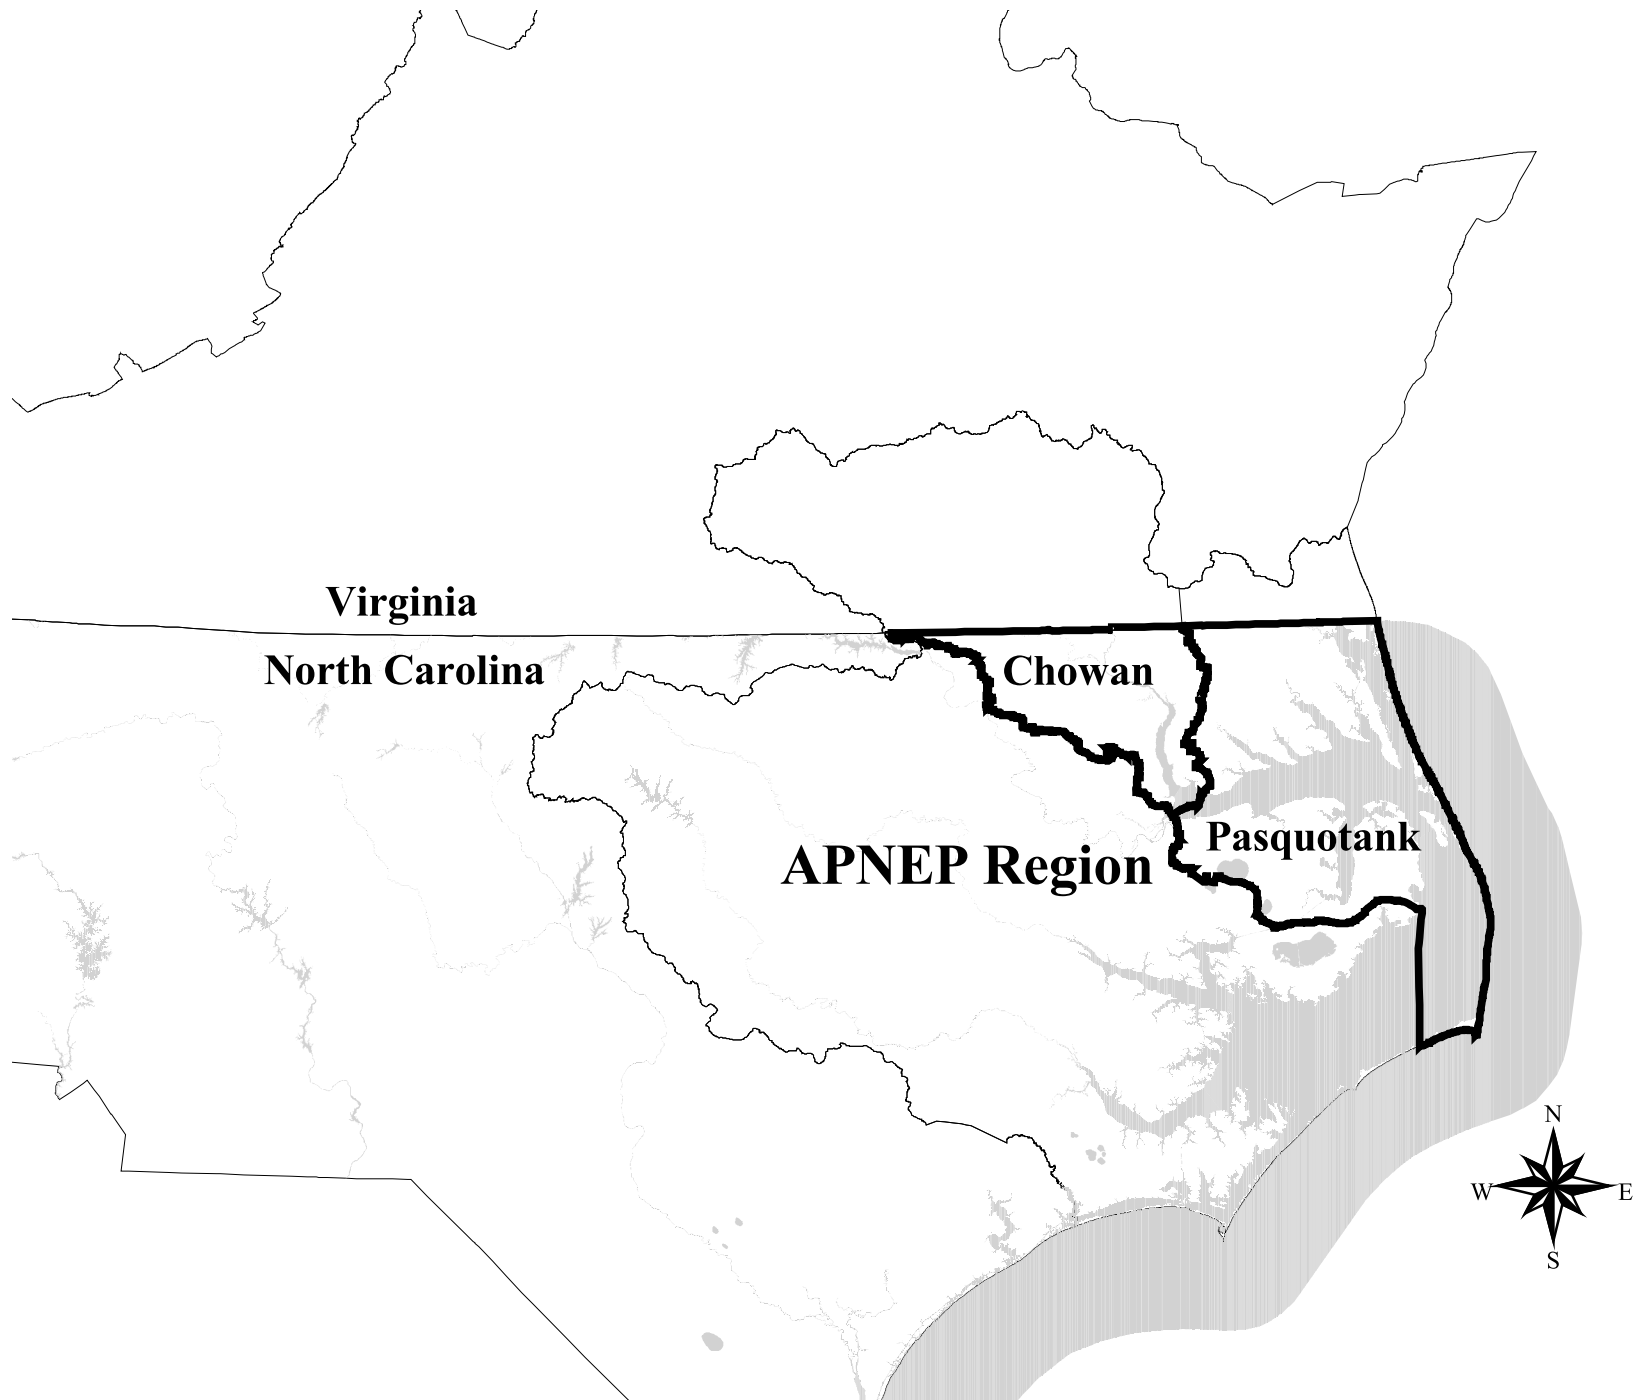 Virginia
North Carolina
Chowan
Pasquotank
APNEP Region
N
W
E
S